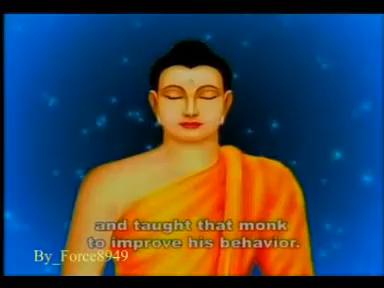 and taught that monk
to improve his behavior.
By_Force8949